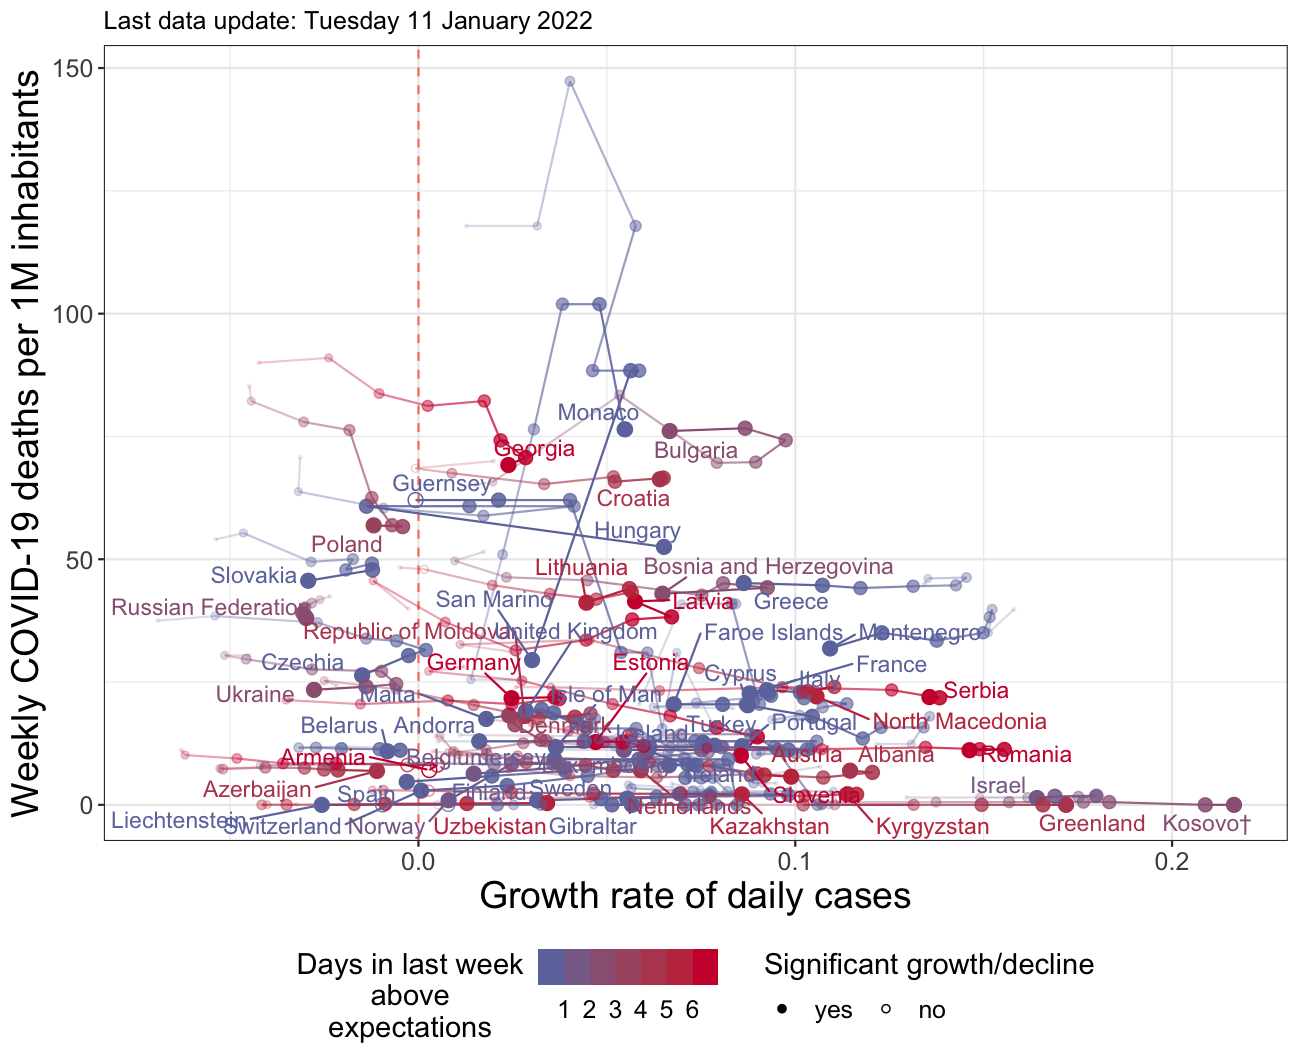 Last data update: Tuesday 11 January 2022
Weekly COVID-19 deaths per 1M inhabitants
150
100
50
0
Monaco
Georgia
Bulgaria
Guernsey
Croatia
Hungary
Poland
Slovakia
Lithuania
Bosnia and Herzegovina
San Marino
Latvia
Greece
Russian Federation
Republic of Moldova
United Kingdom
Faroe Islands
Montenegro
Czechia
Germany
Estonia
France
Cyprus
Italy
Ukraine
Malta
Isle of Man
Serbia
Belarus
Andorra
Denmark
Ireland
Turkey
Portugal
North Macedonia
Armenia
Belgium
Jersey
Austria
Albania
Romania
Azerbaijan
Spain
Finland
Sweden
Netherlands
Slovenia
Israel
Liechtenstein
Switzerland
Norway
Uzbekistan
Gibraltar
Kazakhstan
Kyrgyzstan
Greenland
Kosovo†
0.0
0.1
0.2
Growth rate of daily cases
Days in last week
above
expectations
1 2 3 4 5 6
Significant growth/decline
yes
no